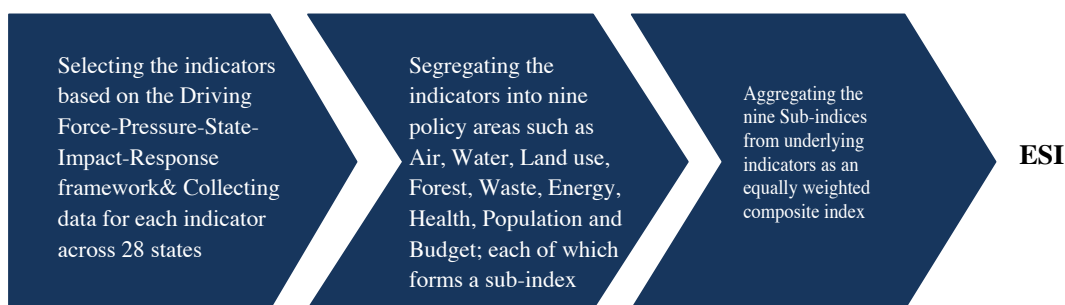 Selecting the indicators
based on the Driving
Force-Pressure-State-
Impact-Response
framework& Collecting
data for each indicator
across 28 states
Segregating the
indicators into nine
policy areas such as
Air, Water, Land use,
Forest, Waste, Energy,
Health, Population and
Budget; each of which
forms a sub-index
Aggregating the
nine Sub-indices
from underlying
indicators as an
equally weighted
composite index
ESI